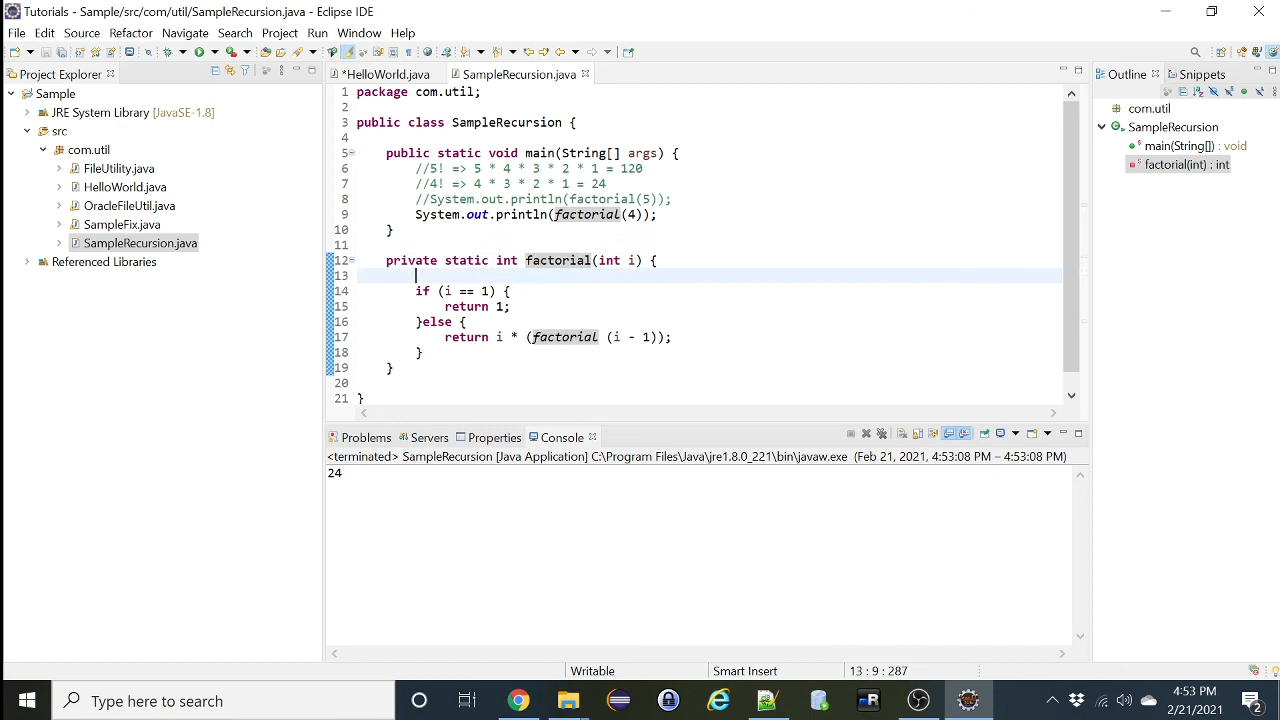 Tutorials - Sample/src/com/util/SampleRecursion.java - Eclipse IDE
File Edit Source Refactor Navigate Search Project Run Window Help
Project Explorer
Sample
JRE System Library [JavaSE-1.8]
src
com.util
FileUtility.java
HelloWorld.java
OracleFileUtil.java
SampleFix.java
SampleRecursion.java
Referenced Libraries
*HelloWorld.java SampleRecursion.java
1 package com.util;
2
3 public class SampleRecursion {
4
5 public static void main(String[] args) {
6 //5! => 5 * 4 * 3 * 2 * 1 = 120
7 //4! => 4 * 3 * 2 * 1 = 24
8 //System.out.println(factorial(5));
9 System.out.println(factorial(4));
10 }
11
12 private static int factorial(int i) {
13
14 if (i == 1) {
15 return 1;
16 }else {
17 return i * (factorial (i - 1));
18 }
19 }
20
21 }
Outline Snippets
com.util
SampleRecursion
main(String[]) : void
factorial(int) : int
Problems Servers Properties Console
<terminated> SampleRecursion [Java Application] C:\Program Files\Java\jre1.8.0_221\bin\javaw.exe (Feb 21, 2021, 4:53:08 PM – 4:53:08 PM)
24
Writable Smart Insert 13 : 9 : 287
Type here to search
4:53 PM
2/21/2021
2